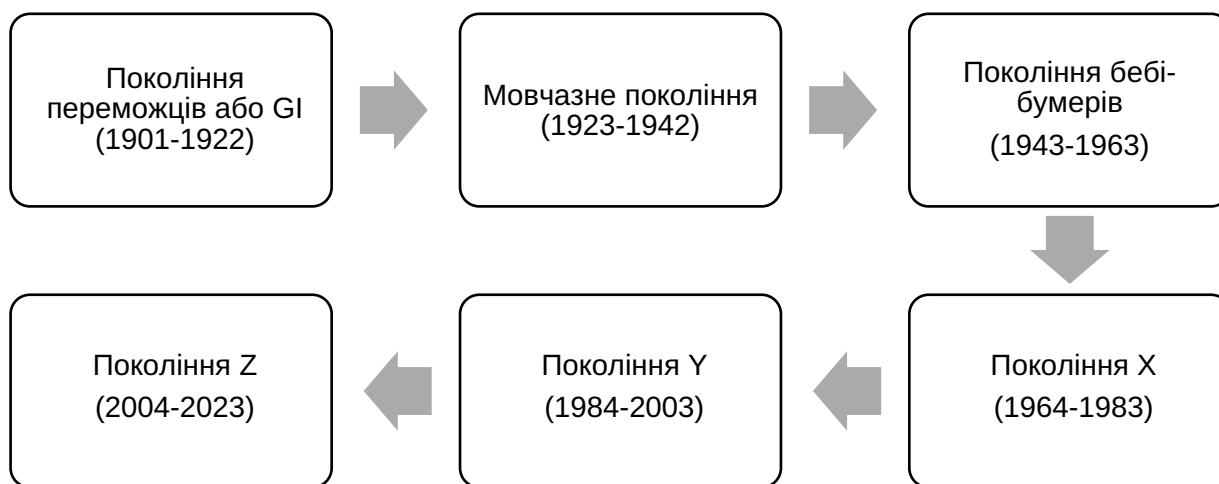 Покоління
переможців або GI
(1901-1922)
Мовчазне покоління
(1923-1942)
Покоління бебі-
бумерів
(1943-1963)
Покоління X
(1964-1983)
Покоління Y
(1984-2003)
Покоління Z
(2004-2023)